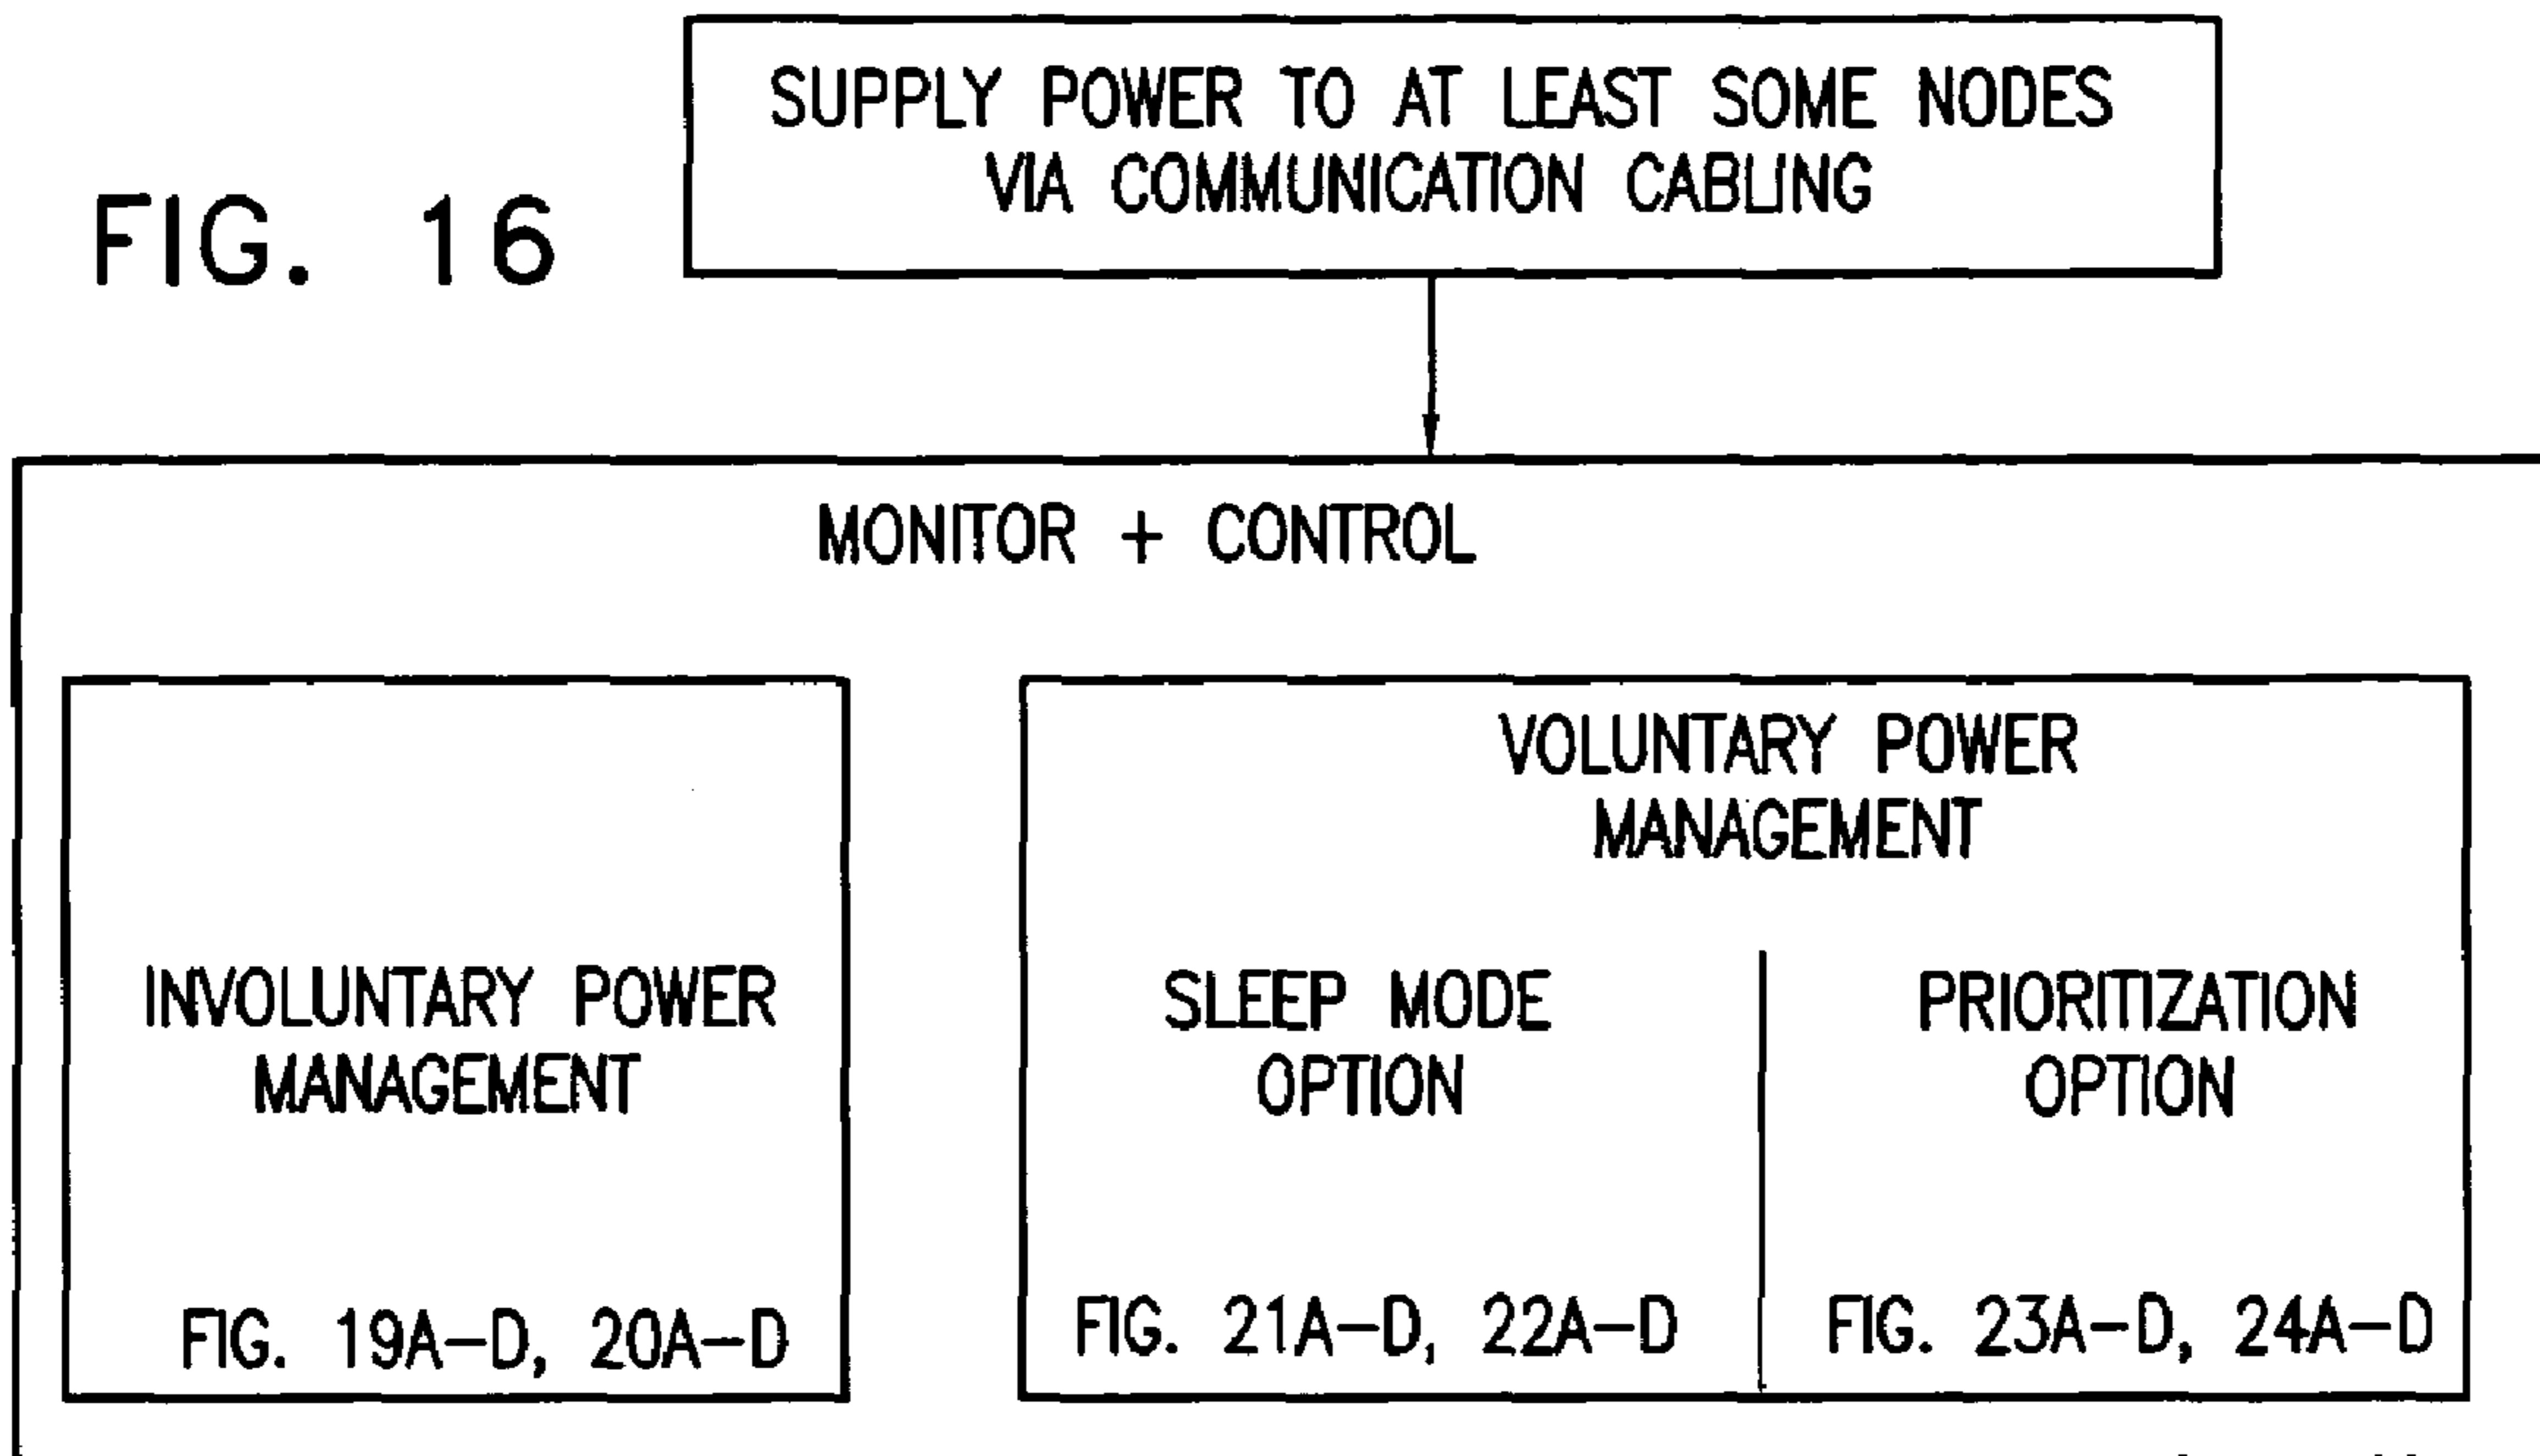 FIG. 16
SUPPLY POWER TO AT LEAST SOME NODES
VIA COMMUNICATION CABLING
MONITOR + CONTROL
INVOLUNTARY POWER
MANAGEMENT
FIG. 19A-D, 20A-D
VOLUNTARY POWER
MANAGEMENT
SLEEP MODE
OPTION
FIG. 21A-D, 22A-D
PRIORITIZATION
OPTION
FIG. 23A-D, 24A-D